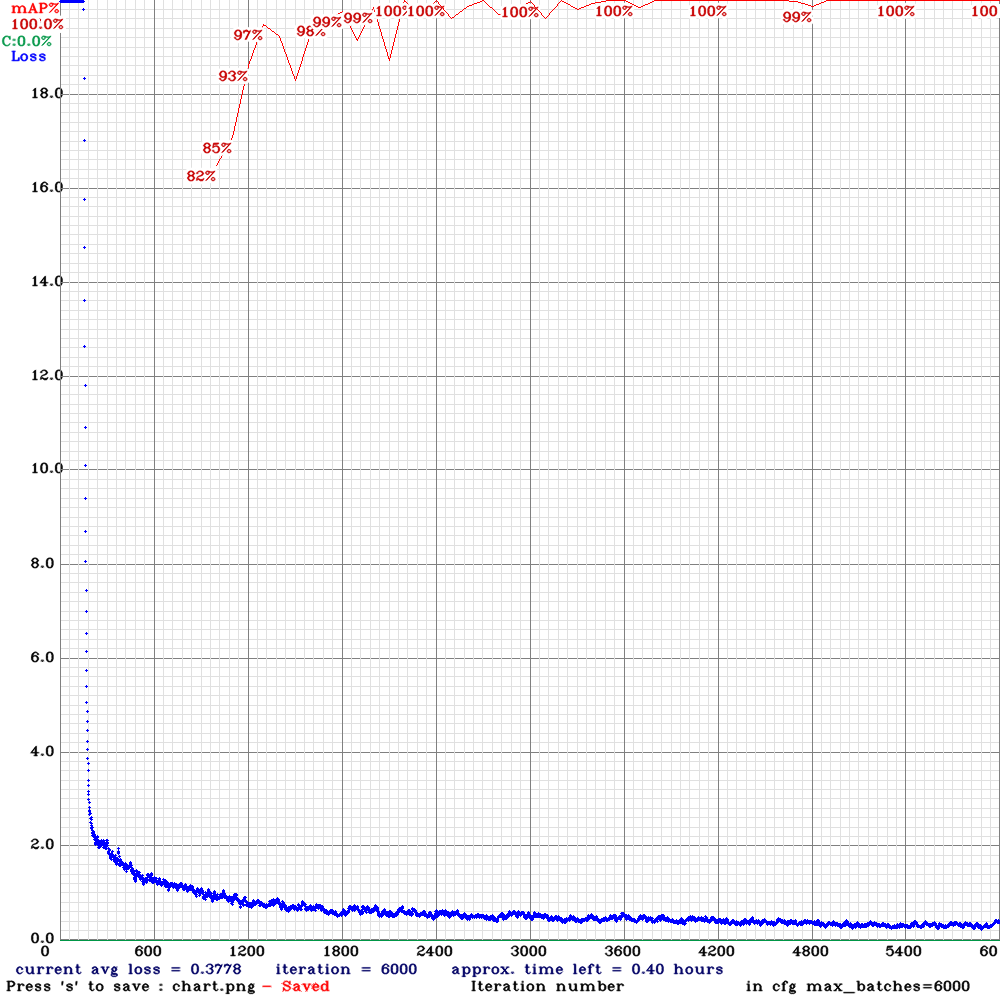 mAP%
100.0%
C:0.0%
Loss
100% 100% 100% 100% 100% 99% 100% 100
99% 99%
97% 98%
93%
85%
82%
18.0
16.0
14.0
12.0
10.0
8.0
6.0
4.0
2.0
0.0
0 600 1200 1800 2400 3000 3600 4200 4800 5400 60
current avg loss = 0.3778 iteration = 6000 approx. time left = 0.40 hours
Press 's' to save : chart.png - Saved Iteration number in cfg max_batches=6000